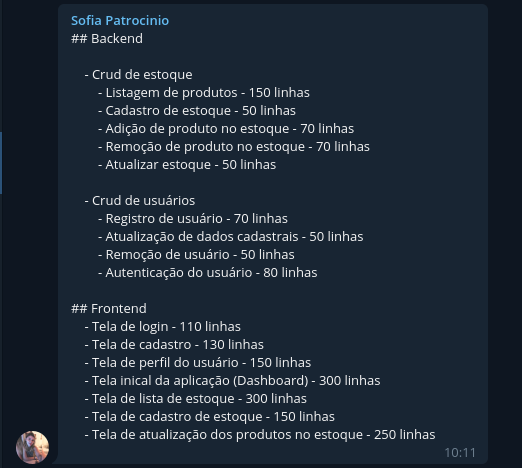 Sofia Patrocinio
## Backend
- Crud de estoque
- Listagem de produtos - 150 linhas
- Cadastro de estoque - 50 linhas
- Adição de produto no estoque - 70 linhas
- Remoção de produto no estoque - 70 linhas
- Atualizar estoque - 50 linhas
- Crud de usuários
- Registro de usuário - 70 linhas
- Atualização de dados cadastrais - 50 linhas
- Remoção de usuário - 50 linhas
- Autenticação do usuário - 80 linhas
## Frontend
- Tela de login - 110 linhas
- Tela de cadastro - 130 linhas
- Tela de perfil do usuário - 150 linhas
- Tela inical da aplicação (Dashboard) - 300 linhas
- Tela de lista de estoque - 300 linhas
- Tela de cadastro de estoque - 150 linhas
- Tela de atualização dos produtos no estoque - 250 linhas
10:11